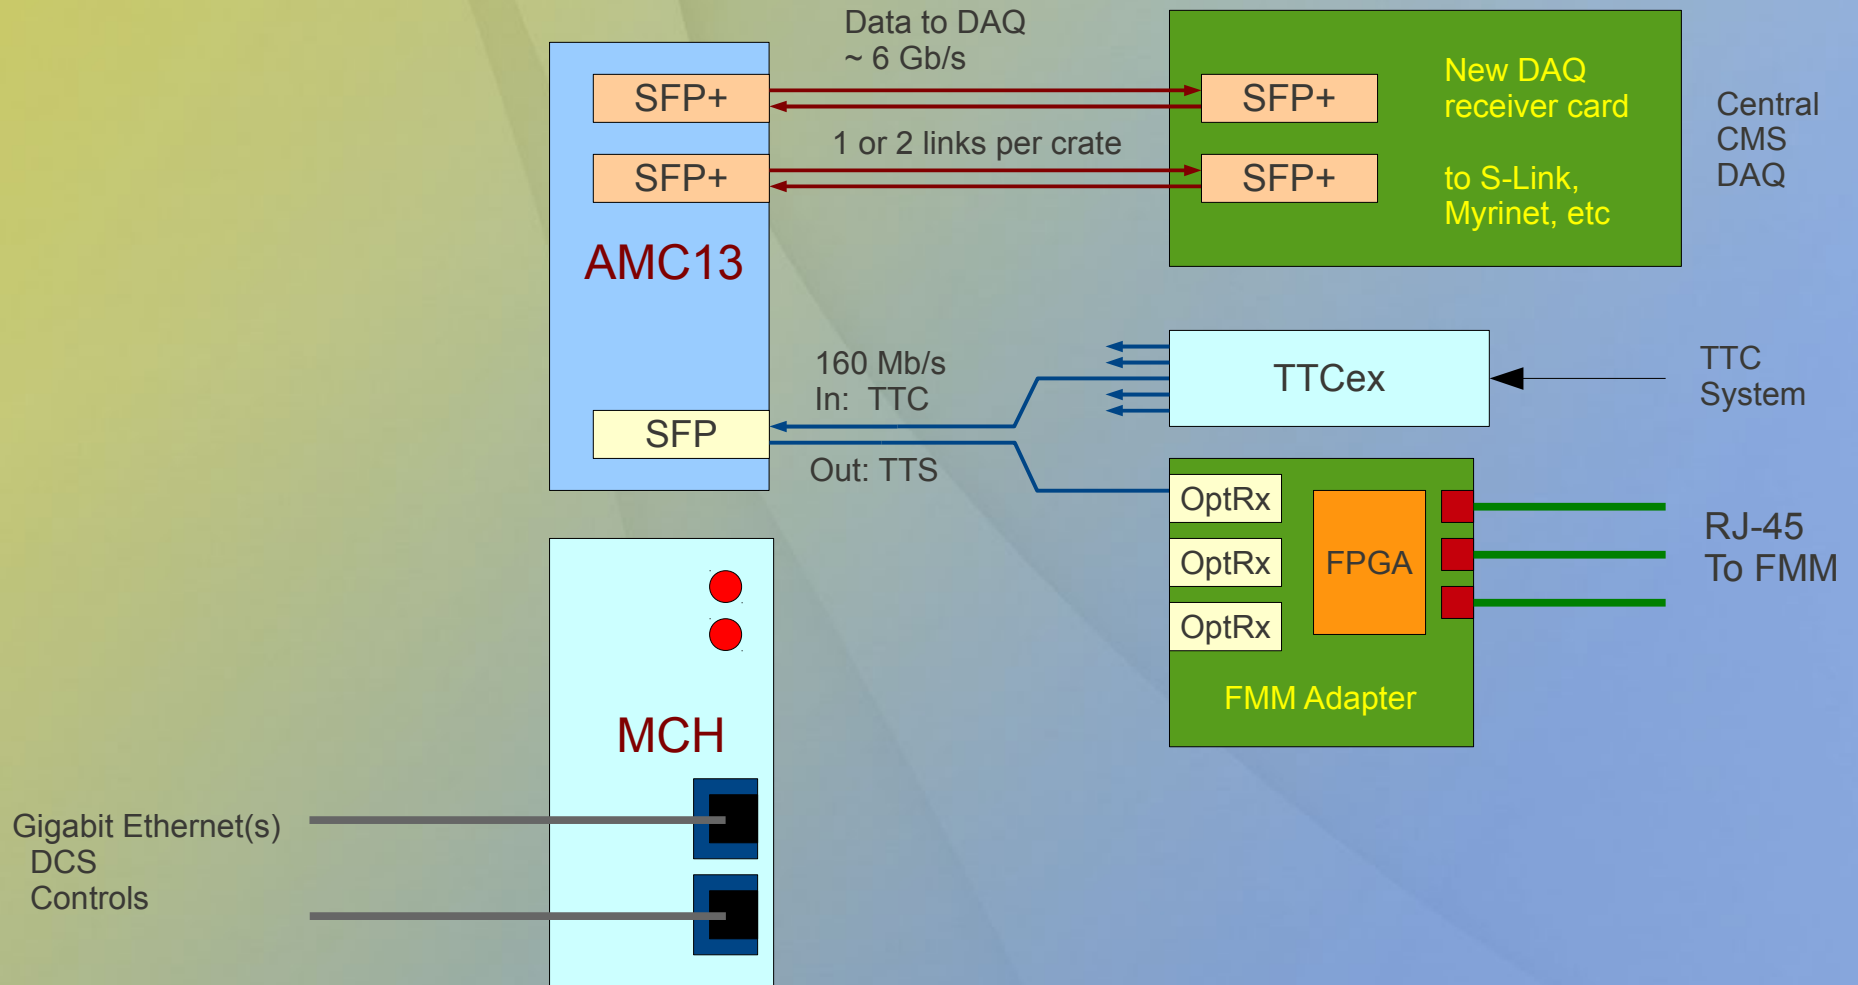 Data to DAQ
~ 6 Gb/s
SFP+
SFP+
1 or 2 links per crate
SFP+
SFP+
New DAQ
receiver card
to S-Link,
Myrinet, etc
Central
CMS
DAQ
AMC13
160 Mb/s
In:  TTC
SFP
Out: TTS
TTCex
TTC
System
OptRx
OptRx
OptRx
FPGA
FMM Adapter
RJ-45
To FMM
MCH
Gigabit Ethernet(s)
DCS
Controls